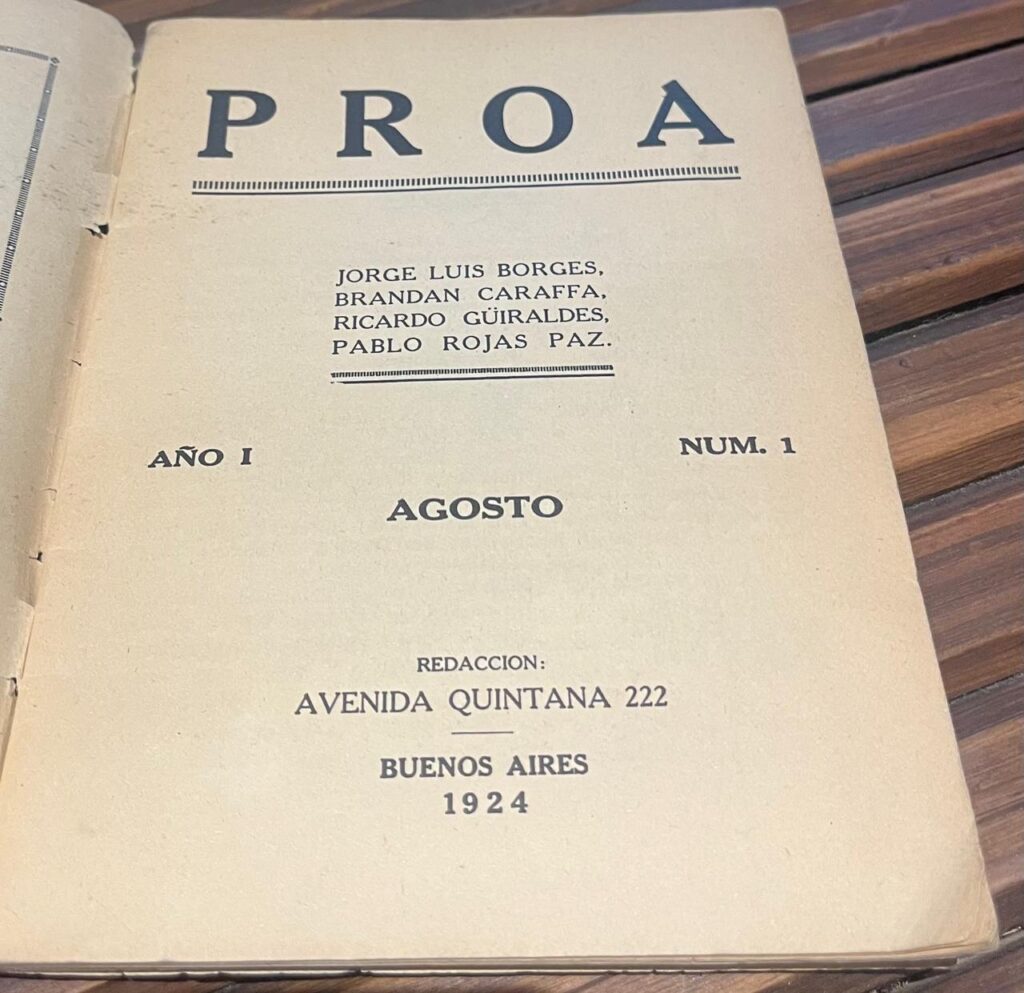 PROA
JORGE LUIS BORGES,
BRANDAN CARAFFA,
RICARDO GÜIRALDES,
PABLO ROJAS PAZ.
AÑO I
NUM. 1
AGOSTO
REDACCION:
AVENIDA QUINTANA 222
BUENOS AIRES
1924